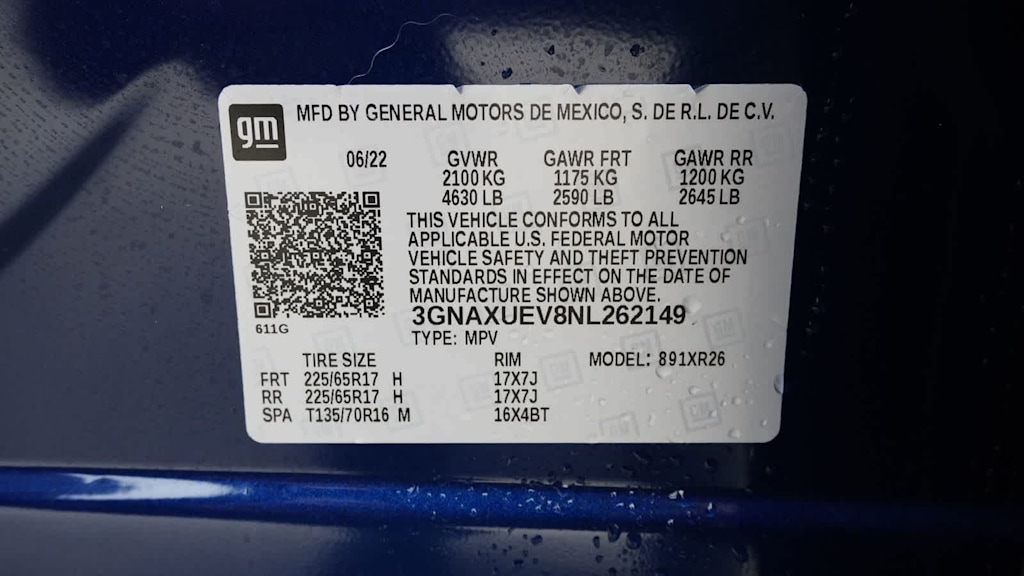 gm
MFD BY GENERAL MOTORS DE MEXICO, S. DE R.L. DE C.V.
06/22 GVWR GAWR FRT GAWR RR
2100 KG 1175 KG 1200 KG
4630 LB 2590 LB 2645 LB
THIS VEHICLE CONFORMS TO ALL
APPLICABLE U.S. FEDERAL MOTOR
VEHICLE SAFETY AND THEFT PREVENTION
STANDARDS IN EFFECT ON THE DATE OF
MANUFACTURE SHOWN ABOVE.
3GNAXUEV8NL262149
611G
TYPE: MPV
TIRE SIZE RIM MODEL: 891XR26
FRT 225/65R17 H 17X7J
RR 225/65R17 H 17X7J
SPA T135/70R16 M 16X4BT